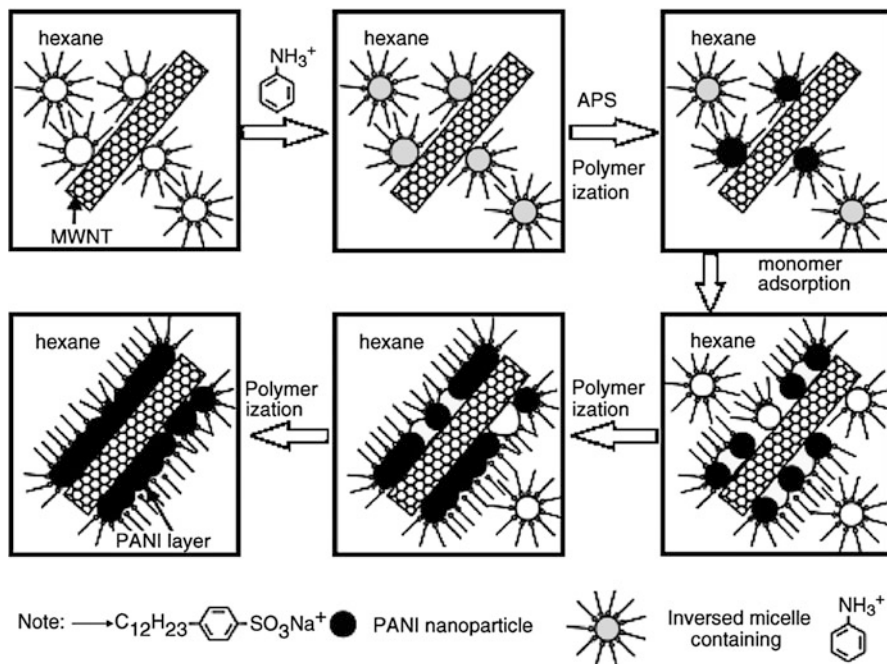 hexane
NH3+
hexane
APS
Polymer
ization
hexane
MWNT
monomer
adsorption
hexane
Polymer
ization
hexane
Polymer
ization
hexane
PANI layer
Note: →C12H23-SO3Na+
PANI nanoparticle
Inversed micelle
containing
NH3+